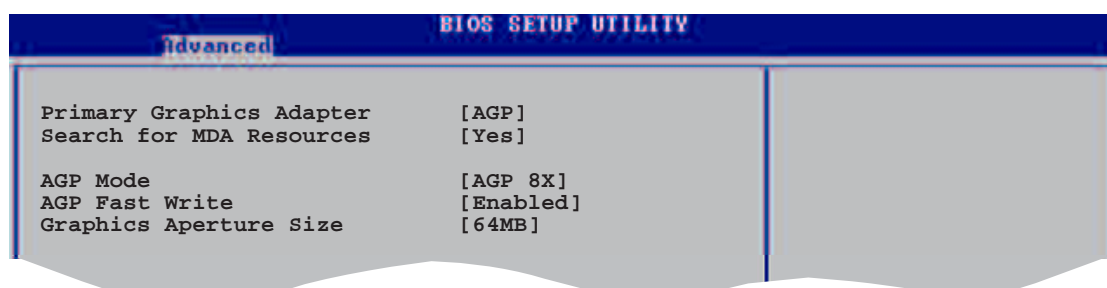 BIOS SETUP UTILITY
Advanced
Primary Graphics Adapter [AGP]
Search for MDA Resources [Yes]
AGP Mode [AGP 8X]
AGP Fast Write [Enabled]
Graphics Aperture Size [64MB]